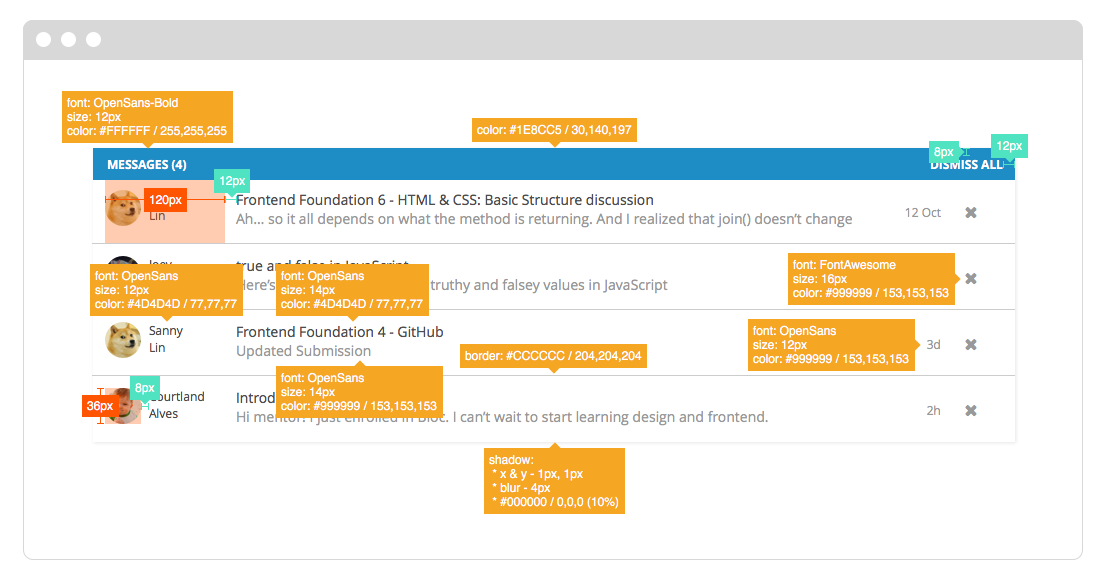 font: OpenSans-Bold
size: 12px
color: #FFFFFF / 255,255,255
color: #1E8CC5 / 30,140,197
8px
12px
MESSAGES (4)
DISMISS ALL
12px
120px
Lin
Frontend Foundation 6 - HTML & CSS: Basic Structure discussion
Ah... so it all depends on what the method is returning. And I realized that join() doesn't change
12 Oct
✖
true and false in JavaScript
Here's truthy and falsey values in JavaScript
✖
font: OpenSans
size: 12px
color: #4D4D4D / 77,77,77
font: OpenSans
size: 14px
color: #4D4D4D / 77,77,77
font: FontAwesome
size: 16px
color: #999999 / 153,153,153
Sanny
Lin
Frontend Foundation 4 - GitHub
Updated Submission
3d
✖
font: OpenSans
size: 12px
color: #999999 / 153,153,153
border: #CCCCCC / 204,204,204
font: OpenSans
size: 14px
color: #999999 / 153,153,153
8px
36px
Courtland
Alves
Hi mentor! I just enrolled in Bloc. I can't wait to start learning design and frontend.
2h
✖
shadow:
* x & y - 1px, 1px
* blur - 4px
* #000000 / 0,0,0 (10%)